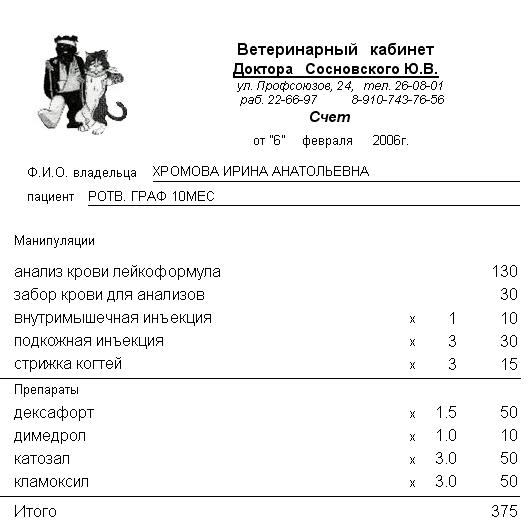 Ветеринарный кабинет
Доктора Сосновского Ю.В.
ул. Профсоюзов, 24, тел. 26-08-01
раб. 22-66-97 8-910-743-76-56
Счет
от "6" февраля 2006г.
Ф.И.О. владельца ХРОМОВА ИРИНА АНАТОЛЬЕВНА
пациент РОТВ. ГРАФ 10МЕС
Манипуляции
анализ крови лейкоформула 130
забор крови для анализов 30
внутримышечная инъекция x 1 10
подкожная инъекция x 3 30
стрижка когтей x 3 15
Препараты
дексафорт x 1.5 50
димедрол x 1.0 10
катозал x 3.0 50
кламоксил x 3.0 50
Итого 375